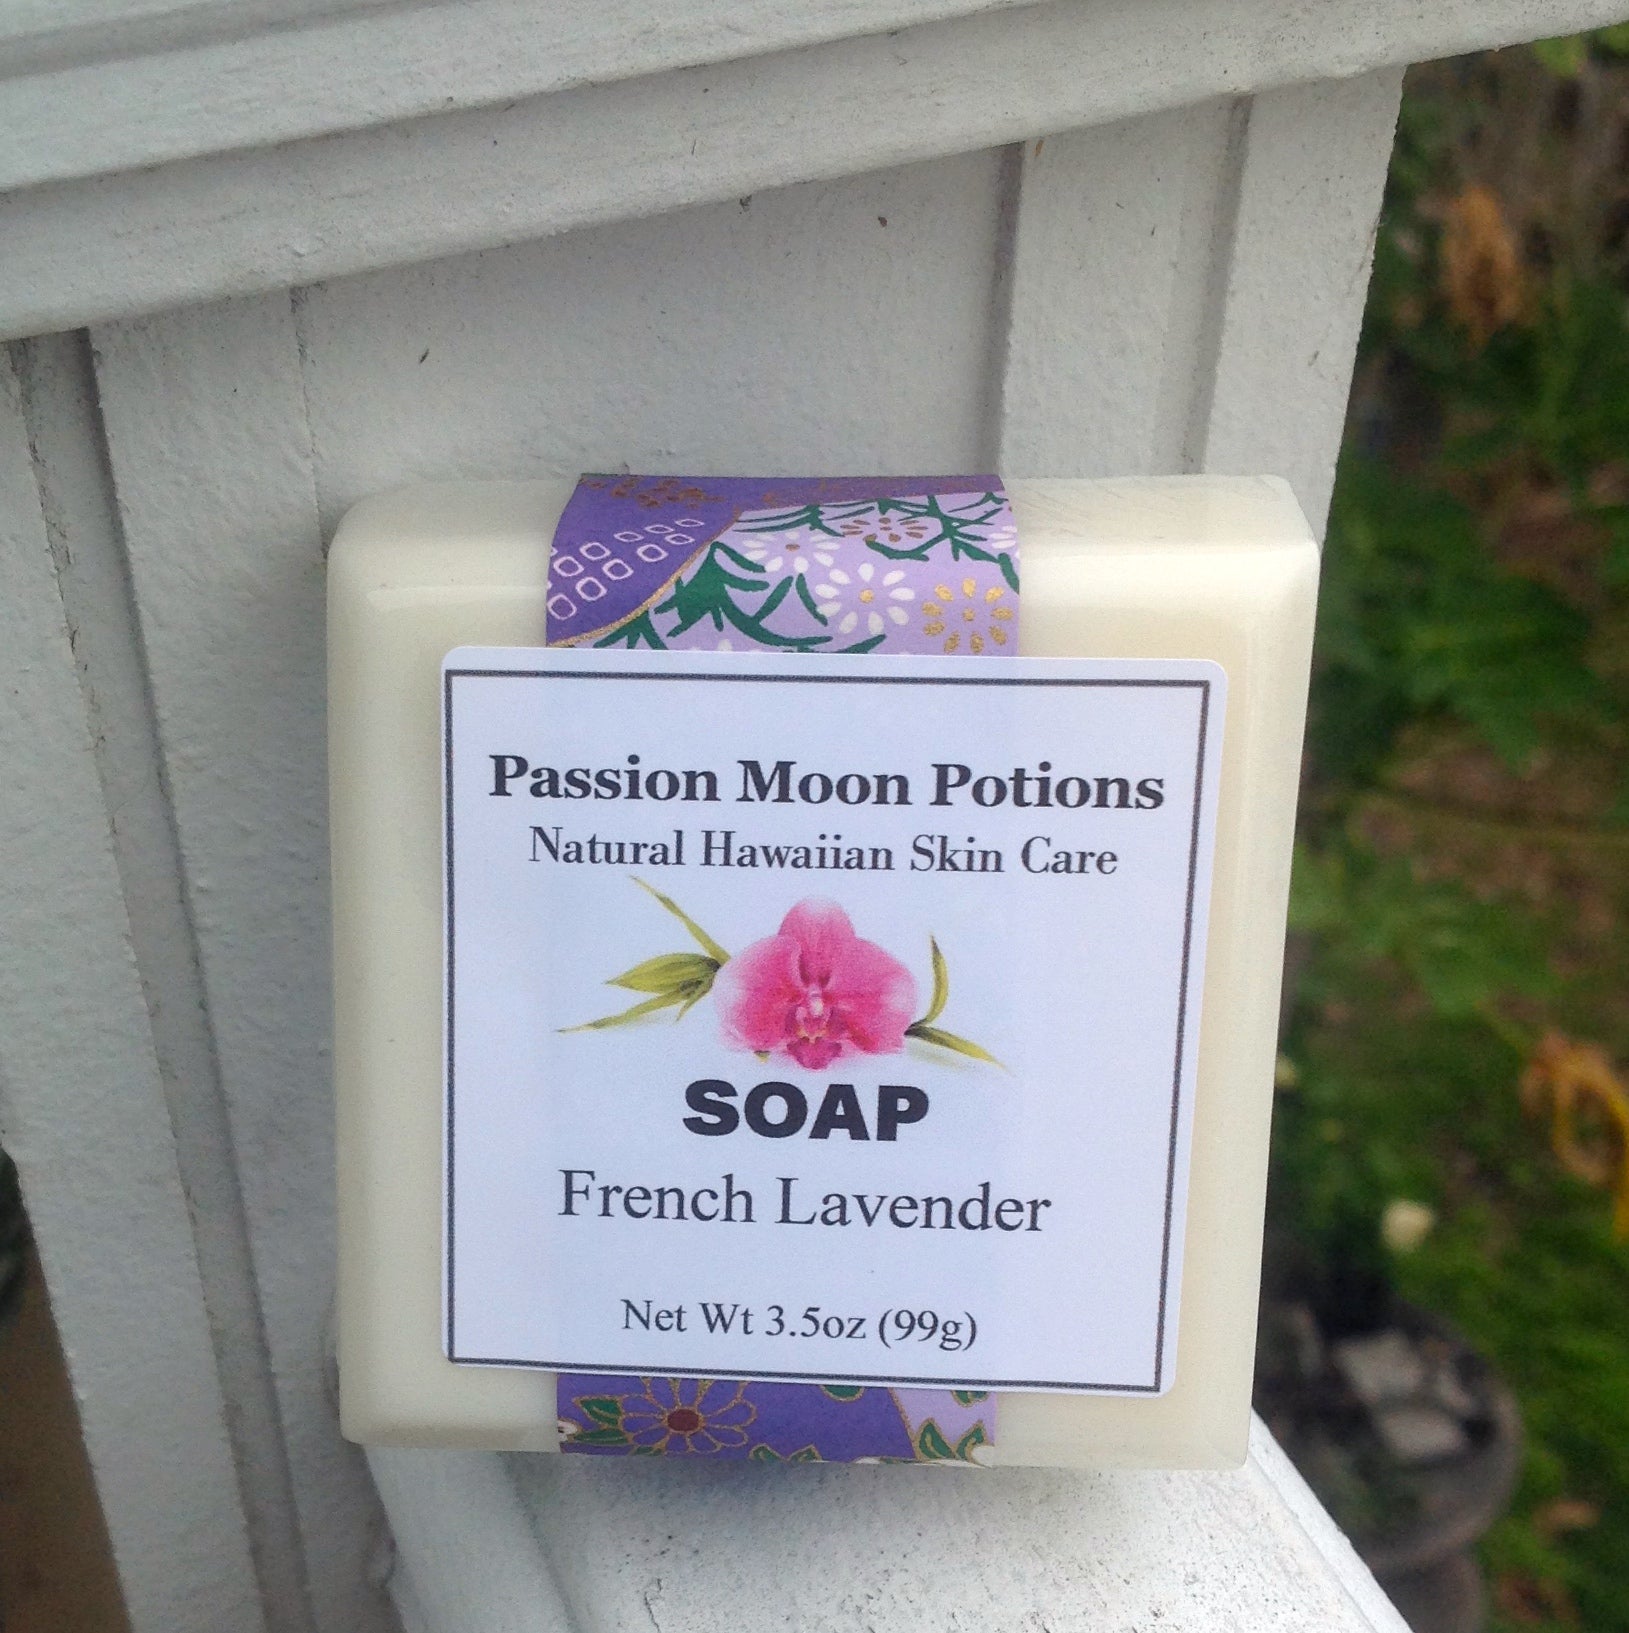 Passion Moon Potions
Natural Hawaiian Skin Care
SOAP
French Lavender
Net Wt 3.5oz (99g)